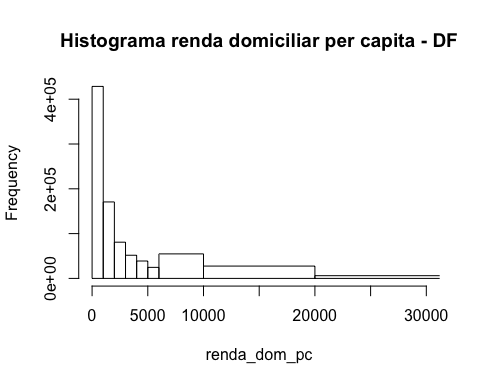 Histograma renda domiciliar per capita - DF
Frequency
4e+05
2e+05
0e+00
0 5000 10000 20000 30000
renda_dom_pc